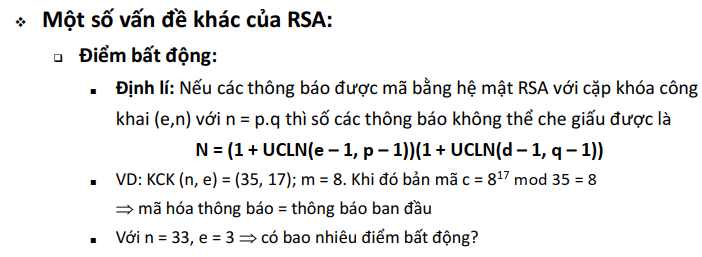 ❖ Một số vấn đề khác của RSA:
❑ Điểm bất động:
▪ Định lí: Nếu các thông báo được mã bằng hệ mật RSA với cặp khóa công
khai (e,n) với n = p.q thì số các thông báo không thể che giấu được là
N = (1 + UCLN(e – 1, p – 1))(1 + UCLN(d – 1, q – 1))
▪ VD: KCK (n, e) = (35, 17); m = 8. Khi đó bản mã c = 8¹⁷ mod 35 = 8
⇒ mã hóa thông báo = thông báo ban đầu
▪ Với n = 33, e = 3 ⇒ có bao nhiêu điểm bất động?